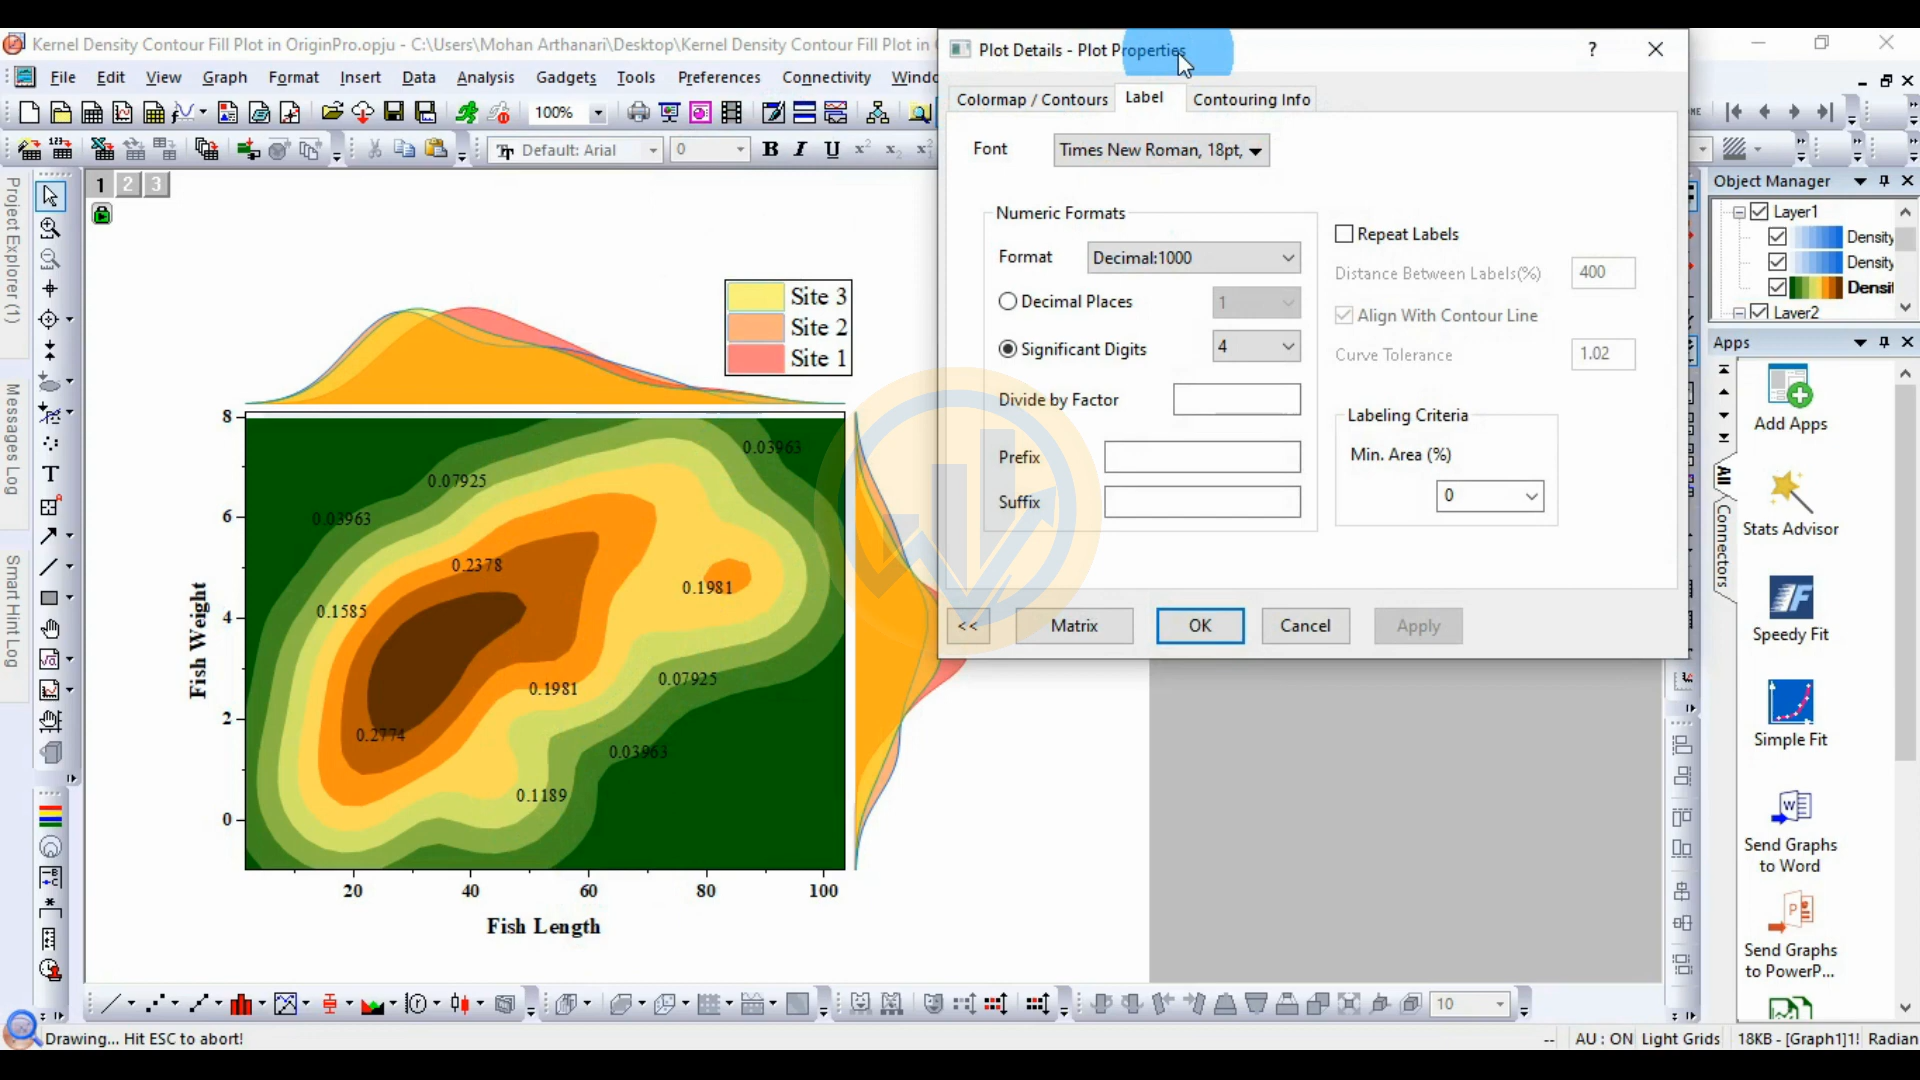 Kernel Density Contour Fill Plot in OriginPro.opju - C:\Users\Mohan Arthanari\Desktop\Kernel Density Contour Fill Plot in O
File Edit View Graph Format Insert Data Analysis Gadgets Tools Preferences Connectivity Windo
100%
Default: Arial 0 B I U
Project Explorer (1)
Messages Log
Smart Hint Log
1 2 3
Site 3
Site 2
Site 1
8
6
4
2
0
Fish Weight
0.03963
0.07925
0.03963
0.2378
0.1981
0.1585
0.07925
0.1981
0.2774
0.03963
0.1189
20 40 60 80 100
Fish Length
Plot Details - Plot Properties
Colormap / Contours Label Contouring Info
Font Times New Roman, 18pt,
Numeric Formats
Format Decimal:1000
Decimal Places 1
Significant Digits 4
Divide by Factor
Prefix
Suffix
Repeat Labels
Distance Between Labels(%) 400
Align With Contour Line
Curve Tolerance 1.02
Labeling Criteria
Min. Area (%)
0
<< Matrix OK Cancel Apply
Object Manager
Layer1
Density
Density
Densit
Layer2
Apps
All
Connectors
Add Apps
Stats Advisor
Speedy Fit
Simple Fit
Send Graphs
to Word
Send Graphs
to PowerP...
10
Drawing... Hit ESC to abort!
-- AU : ON Light Grids 18KB - [Graph1]1! Radian